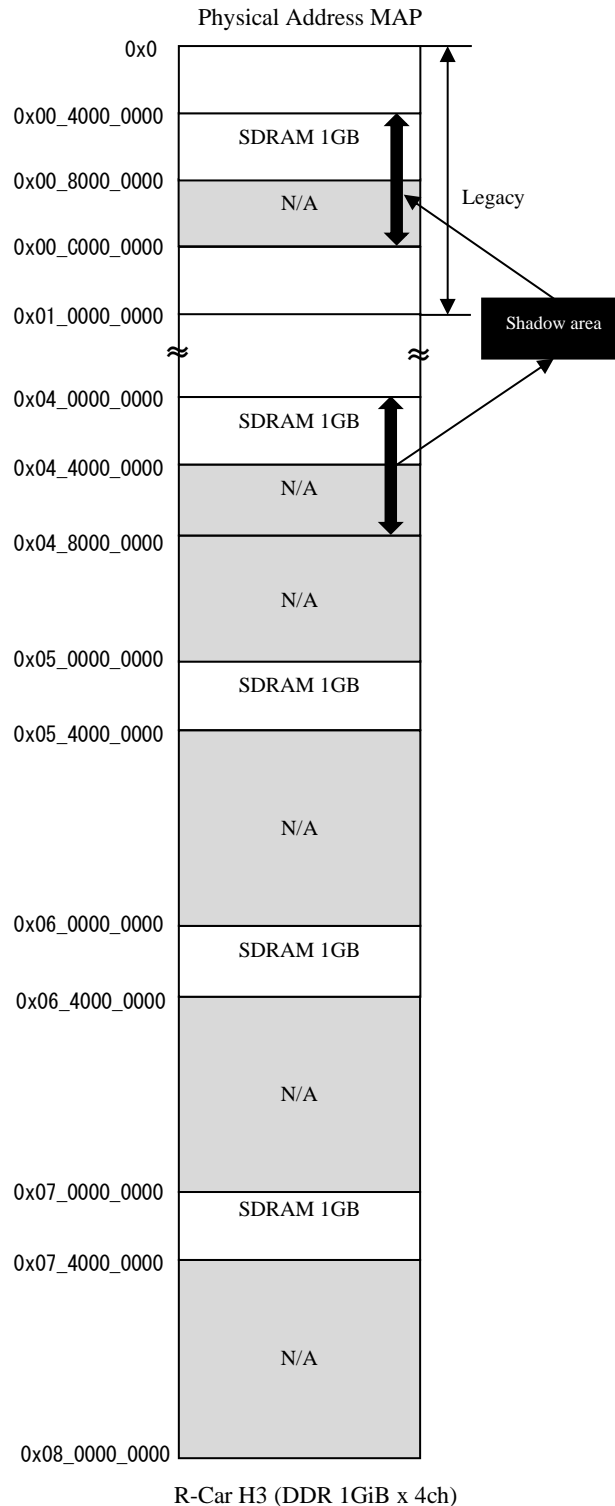 Physical Address MAP
0x0
0x00_4000_0000
SDRAM 1GB
0x00_8000_0000
N/A
Legacy
0x00_C000_0000
0x01_0000_0000
Shadow area
0x04_0000_0000
SDRAM 1GB
0x04_4000_0000
N/A
0x04_8000_0000
N/A
0x05_0000_0000
SDRAM 1GB
0x05_4000_0000
N/A
0x06_0000_0000
SDRAM 1GB
0x06_4000_0000
N/A
0x07_0000_0000
SDRAM 1GB
0x07_4000_0000
N/A
0x08_0000_0000
R-Car H3 (DDR 1GiB x 4ch)